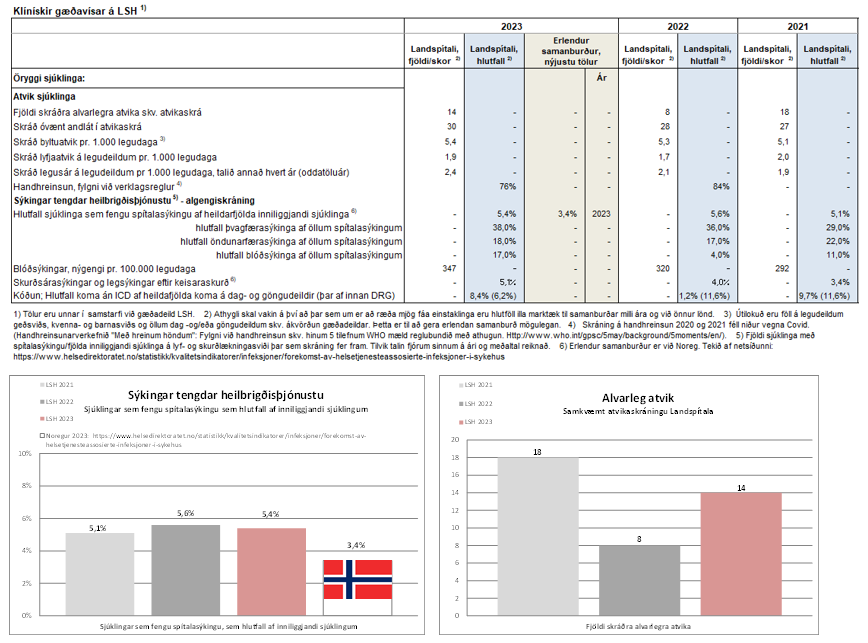 Klínískir gæðavísar á LSH 1)
2023 2022 2021
Landspítali, fjöldi/skor 2) Landspítali, hlutfall 2) Erlendur samanburður, nýjustu tölur Landspítali, fjöldi/skor 2) Landspítali, hlutfall 2) Landspítali, fjöldi/skor 2) Landspítali, hlutfall 2)
Öryggi sjúklinga: Ár
Atvik sjúklinga
Fjöldi skráðra alvarlegra atvika skv. atvikaskrá 14 - - - 8 - 18 -
Skráð óvænt andlát í atvikaskrá 30 - - - 28 - 27 -
Skráð byltuatvik pr. 1.000 legudaga 3) 5,4 - - - 5,3 - 5,1 -
Skráð lyfjaatvik á legudeildum pr. 1.000 legudaga 1,9 - - - 1,7 - 2,0 -
Skráð legusár á legudeildum pr 1.000 legudaga, talið annað hvert ár (oddatöluár) 2,4 - - - 2,1 - 1,9 -
Handhreinsun, fylgni við verklagsreglur 4) - 76% - - - 84% - -
Sýkingar tengdar heilbrigðisþjónustu 5) - algengiskráning
Hlutfall sjúklinga sem fengu spítalasýkingu af heildarfjölda inniliggjandi sjúklinga 6) - 5,4% 3,4% 2023 - 5,6% - 5,1%
hlutfall þvagfærasýkinga af öllum spítalasýkingum - 38,0% - - - 36,0% - 29,0%
hlutfall öndunarfærasýkinga af öllum spítalasýkingum - 18,0% - - - 17,0% - 22,0%
hlutfall blóðsýkinga af öllum spítalasýkingum - 17,0% - - - 4,0% - 11,0%
Blóðsýkingar, nýgengi pr. 100.000 legudaga 347 - - - 320 - 292 -
Skurðsárasýkingar og legsýkingar eftir keisaraskurð 6) - 5,1% - - - 4,0% - 3,4%
Kóðun; Hlutfall koma án ICD af heildafjölda koma á dag- og göngudeildir (þar af innan DRG) - 8,4% (6,2%) - - - 1,2% (11,6%) - 9,7% (11,6%)
1) Tölur eru unnar í samstarfi við gæðadeild LSH. 2) Athygli skal vakin á því að þar sem um er að ræða mjög fáa einstaklinga eru hlutföll illa marktæk til samanburðar milli ára og við önnur lönd. 3) Útilokuð eru föll á legudeildum
geðsviðs, kvenna- og barnasviðs og öllum dag -og/eða göngudeildum skv. ákvörðun gæðadeildar. Þetta er til að gera erlendan samanburð mögulegan. 4) Skráning á handhreinsun 2020 og 2021 féll niður vegna Covid.
(Handhreinsunarverkefnið "Með hreinum höndum": Fylgni við handhreinsun skv. hinum 5 tilefnum WHO mæld reglubundið með athugun. Http://www.who.int/gpsc/5may/background/5moments/en/). 5) Fjöldi sjúklinga með
spítalasýkingu/fjölda inniliggjandi sjúklinga á lyf- og skurðlækningasviði þar sem skráning fer fram. Tilvik talin fjórum sinnum á ári og meðaltal reiknað. 6) Erlendur samanburður er við Noreg. Tekið af netsíðunni:
https://www.helsedirektoratet.no/statistikk/kvalitetsindikatorer/infeksjoner/forekomst-av-helsetjenesteassosierte-infeksjoner-i-sykehus
LSH 2021
LSH 2022
LSH 2023
Sýkingar tengdar heilbrigðisþjónustu
Sjúklingar sem fengu spítalasýkingu sem hlutfall af inniliggjandi sjúklingum
Noregur 2023: https://www.helsedirektoratet.no/statistikk/kvalitetsindikatorer/infeksjoner/forekomst-av-
helsetjenesteassosierte-infeksjoner-i-sykehus
10%
8%
6%
4%
2%
0%
5,1%
5,6%
5,4%
3,4%
Sjúklingar sem fengu spítalasýkingu, sem hlutfall af inniliggjandi sjúklingum
LSH 2021
LSH 2022
LSH 2023
Alvarleg atvik
Samkvæmt atvikaskráningu Landspítala
20
18
16
14
12
10
8
6
4
2
0
18
8
14
Fjöldi skráðra alvarlegra atvika